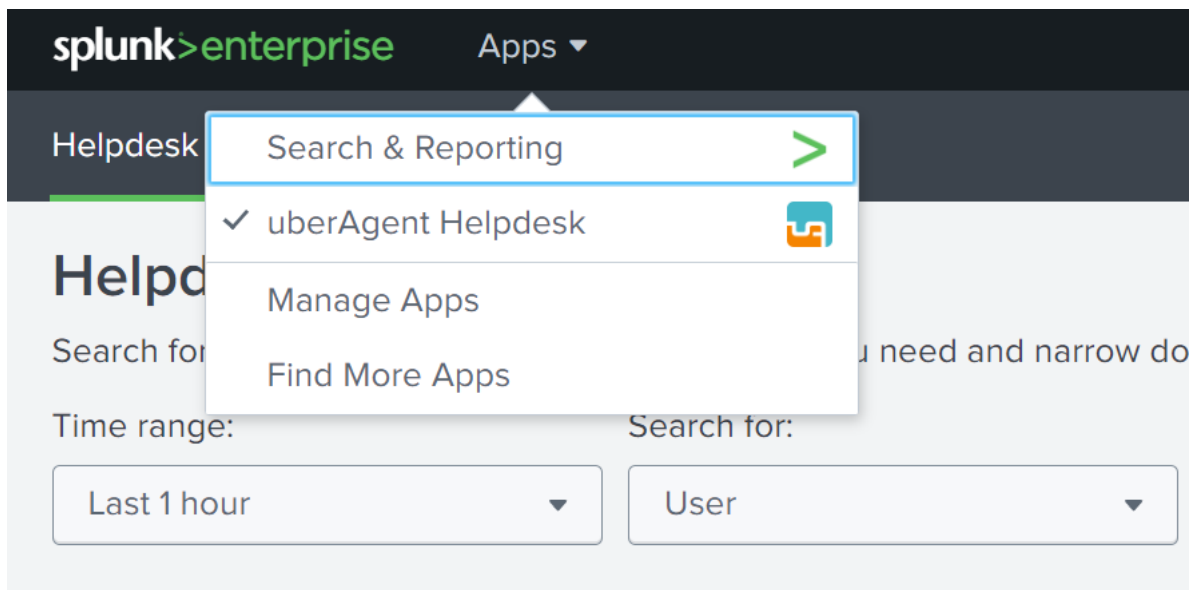 splunk>enterprise Apps
Helpdesk
Search & Reporting
uberAgent Helpdesk
Manage Apps
Find More Apps
Helpd
Search for
u need and narrow do
Time range:
Search for:
Last 1 hour
User